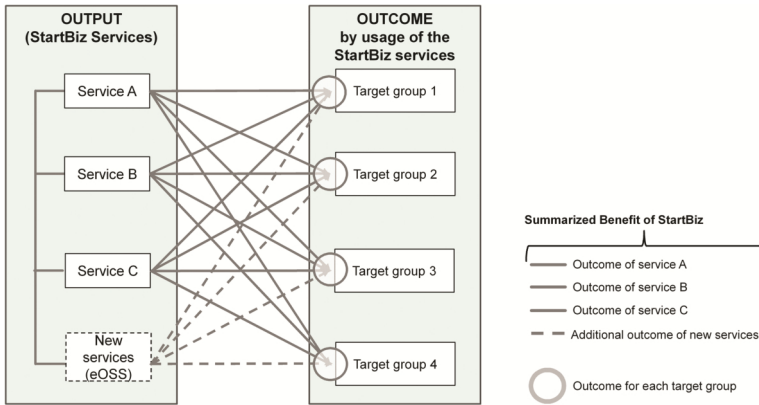 OUTPUT
(StartBiz Services)
Service A
Service B
Service C
New
services
(eOSS)
OUTCOME
by usage of the
StartBiz services
Target group 1
Target group 2
Target group 3
Target group 4
Summarized Benefit of StartBiz
Outcome of service A
Outcome of service B
Outcome of service C
Additional outcome of new services
Outcome for each target group